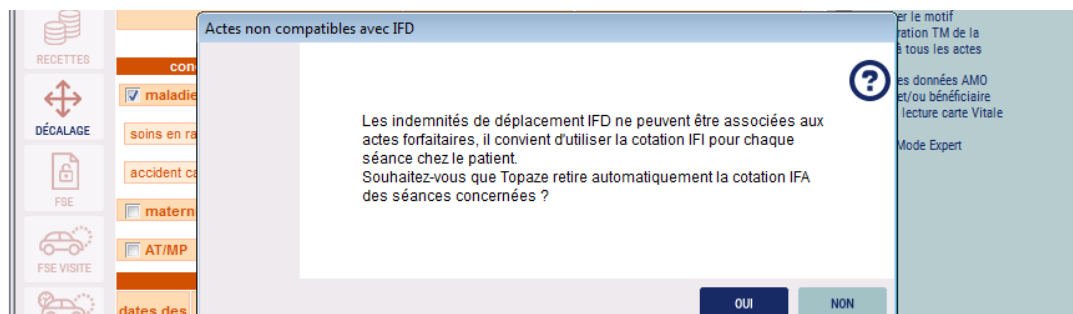 Actes non compatibles avec IFD
er le motif
ration TM de la
à tous les actes
RECETTES
con
es données AMO
maladie
et/ou bénéficiaire
lecture carte Vitale
Les indemnités de déplacement IFD ne peuvent être associées aux
DÉCALAGE
soins en ra
actes forfaitaires, il convient d'utiliser la cotation IFI pour chaque
Mode Expert
séance chez le patient.
accident ca
Souhaitez-vous que Topaze retire automatiquement la cotation IFA
des séances concernées ?
FSE
matern
AT/MP
FSE VISITE
OUI
NON
dates des